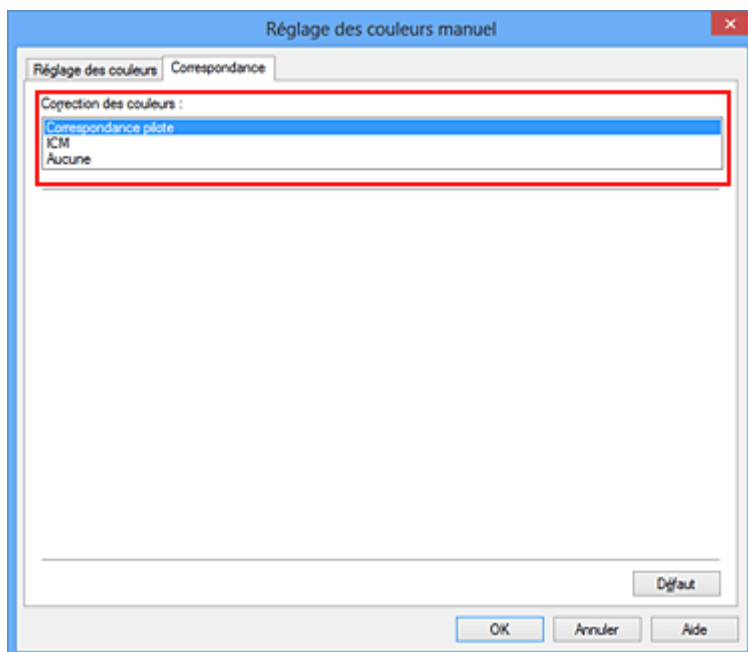 Réglage des couleurs manuel
Réglage des couleurs Correspondance
Correction des couleurs :
Correspondance pilote
ICM
Aucune
Défaut
OK Annuler Aide